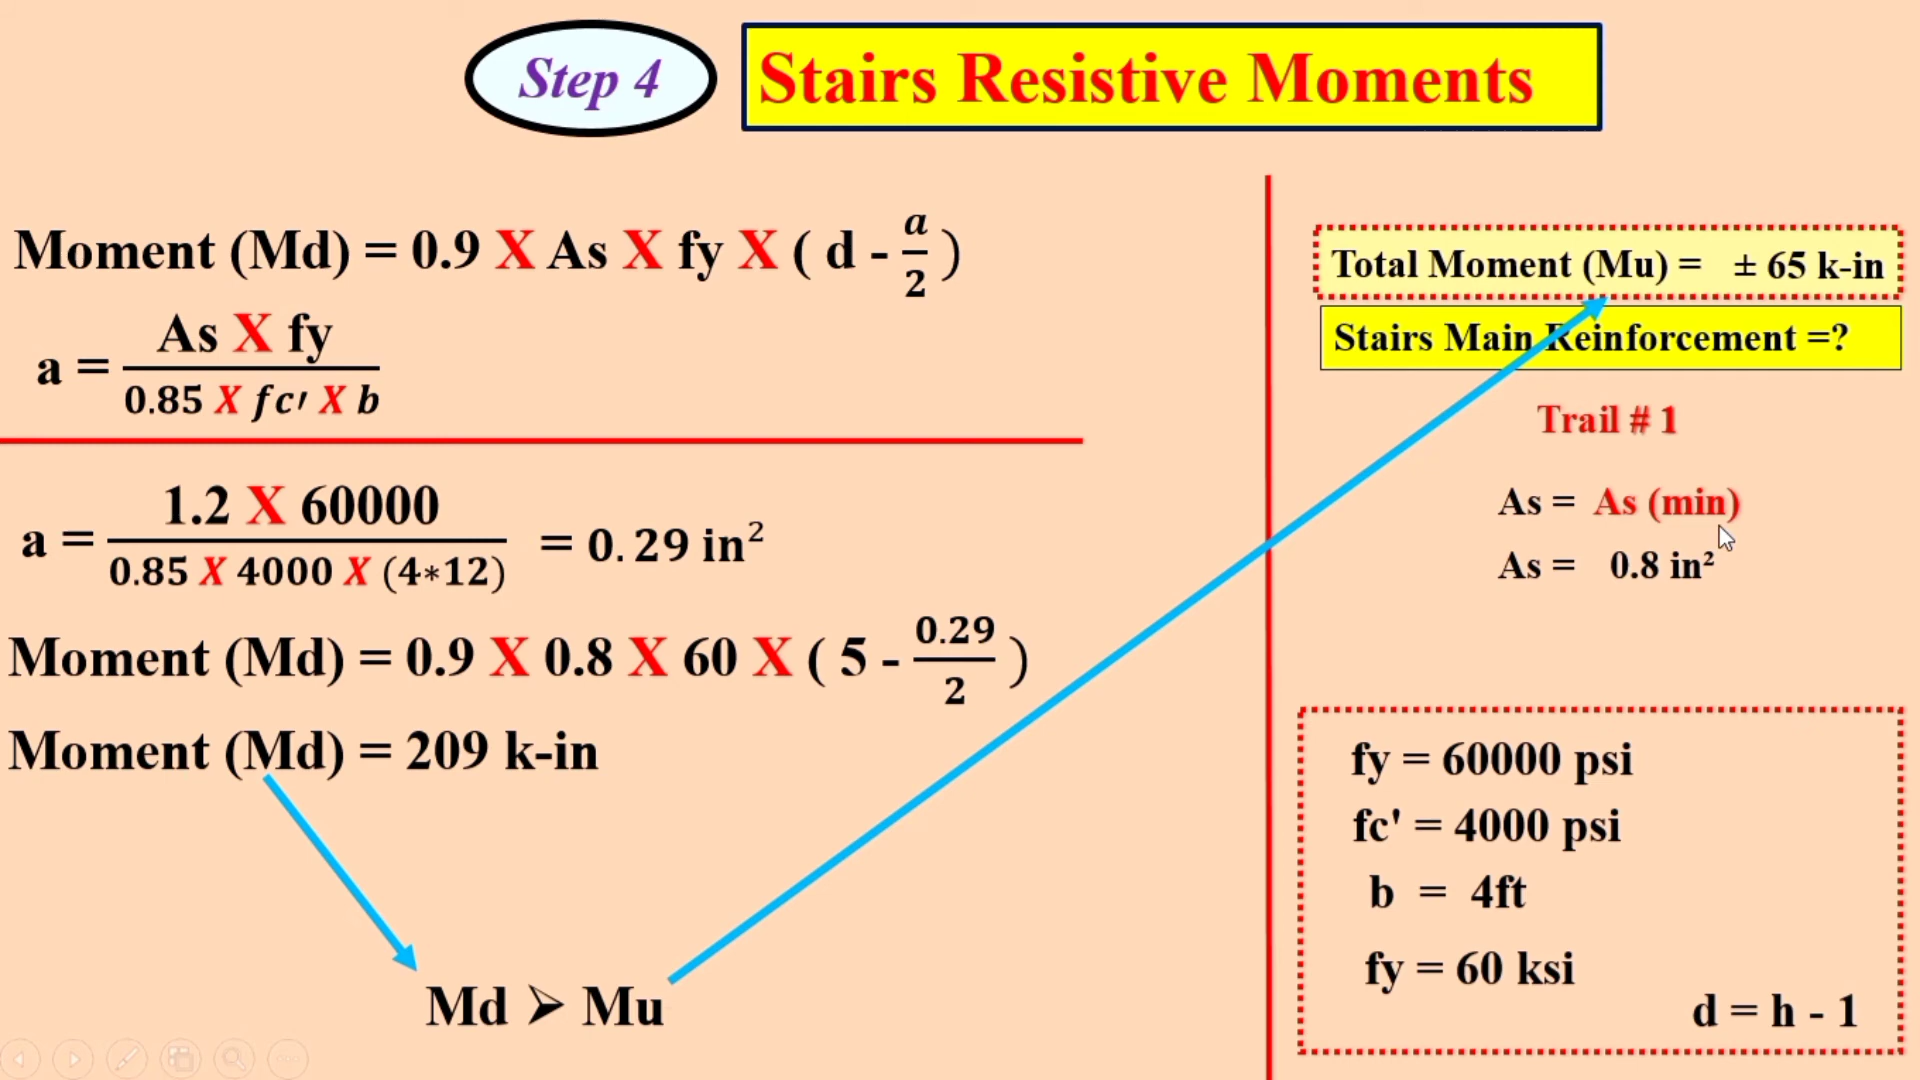 Step 4
Stairs Resistive Moments
Moment (Md) = 0.9 X As X fy X ( d - a/2 )
a = As X fy / 0.85 X fc′ X b
a = 1.2 X 60000 / 0.85 X 4000 X (4*12) = 0.29 in²
Moment (Md) = 0.9 X 0.8 X 60 X ( 5 - 0.29/2 )
Moment (Md) = 209 k-in
Md ➢ Mu
Total Moment (Mu) = ± 65 k-in
Stairs Main Reinforcement =?
Trail # 1
As = As (min)
As = 0.8 in²
fy = 60000 psi
fc' = 4000 psi
b = 4ft
fy = 60 ksi
d = h - 1